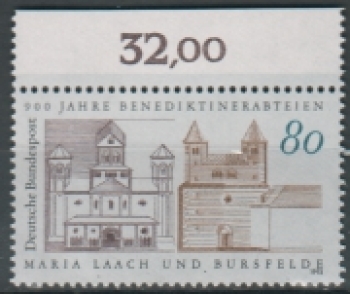 32,00
900 JAHRE BENEDIKTINERABTEIEN
80
Deutsche Bundespost
MARIA LAACH UND BURSFELDE